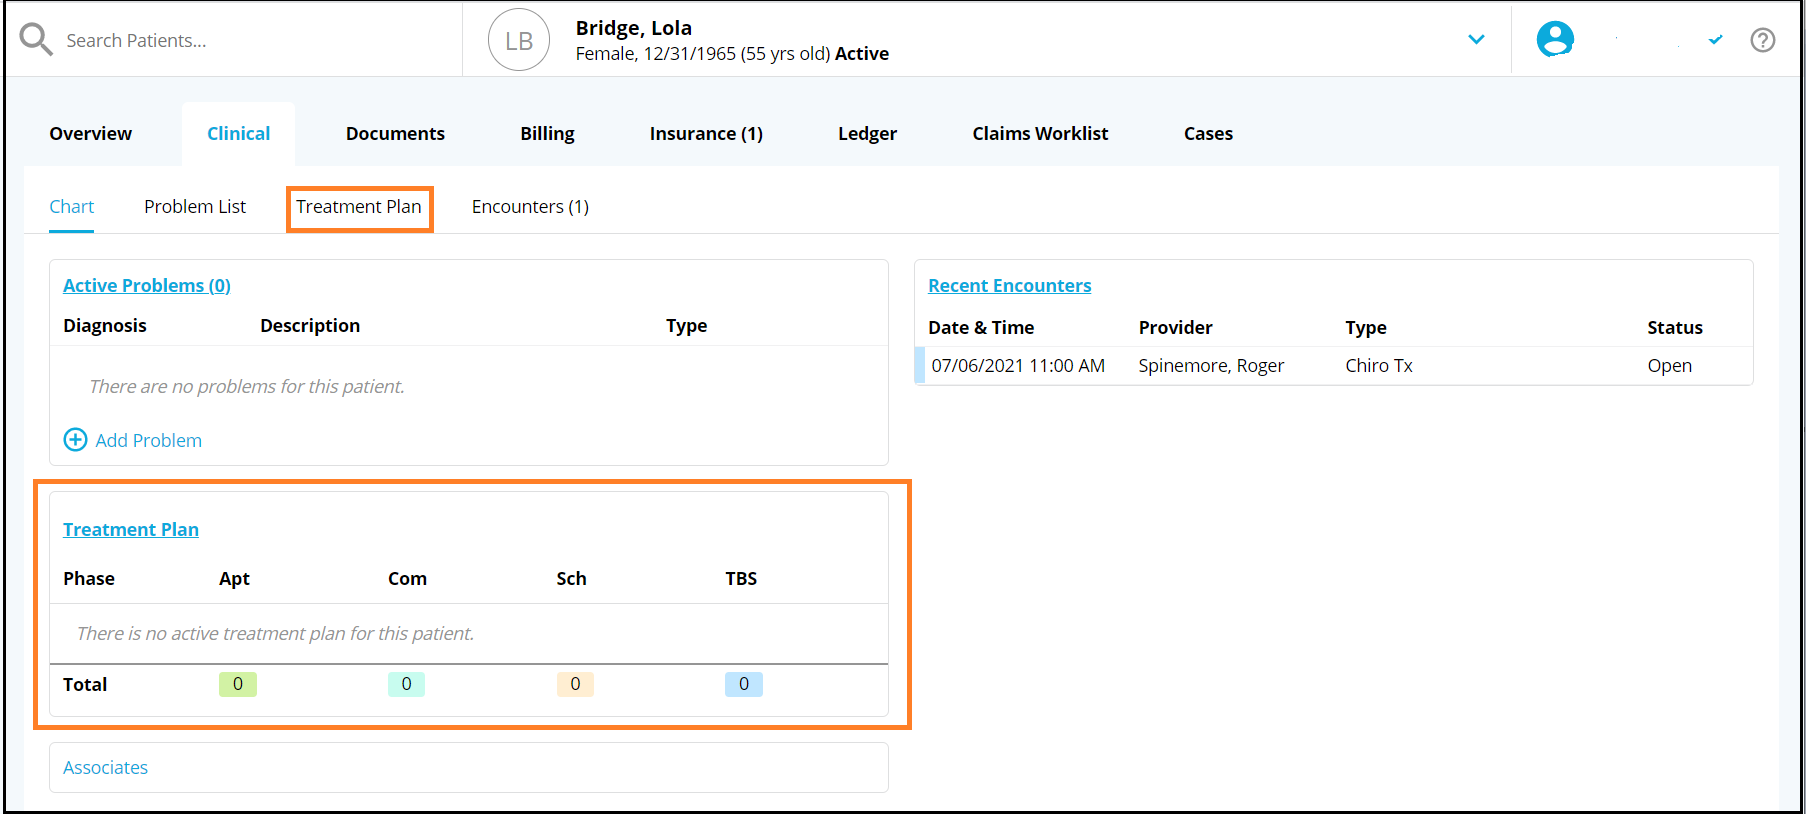 Search Patients...
LB
Bridge, Lola
Female, 12/31/1965 (55 yrs old) Active
Overview
Clinical
Documents
Billing
Insurance (1)
Ledger
Claims Worklist
Cases
Chart
Problem List
Treatment Plan
Encounters (1)
Active Problems (0)
Diagnosis Description Type
There are no problems for this patient.
Add Problem
Recent Encounters
Date & Time Provider Type Status
07/06/2021 11:00 AM Spinemore, Roger Chiro Tx Open
Treatment Plan
Phase Apt Com Sch TBS
There is no active treatment plan for this patient.
Total 0 0 0 0
Associates